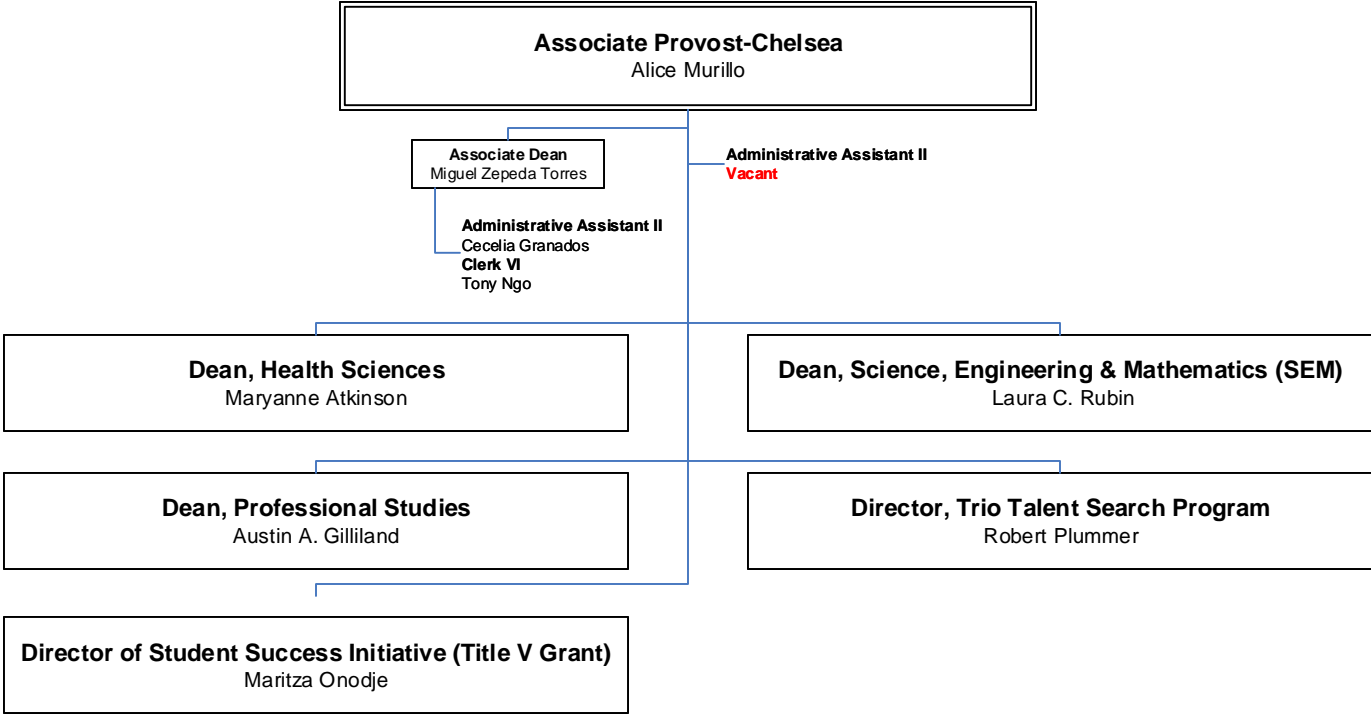 Associate Provost-Chelsea
Alice Murillo
Associate Dean
Miguel Zepeda Torres
Administrative Assistant II
Vacant
Administrative Assistant II
Cecelia Granados
Clerk VI
Tony Ngo
Dean, Health Sciences
Maryanne Atkinson
Dean, Science, Engineering & Mathematics (SEM)
Laura C. Rubin
Dean, Professional Studies
Austin A. Gilliland
Director, Trio Talent Search Program
Robert Plummer
Director of Student Success Initiative (Title V Grant)
Maritza Onodje